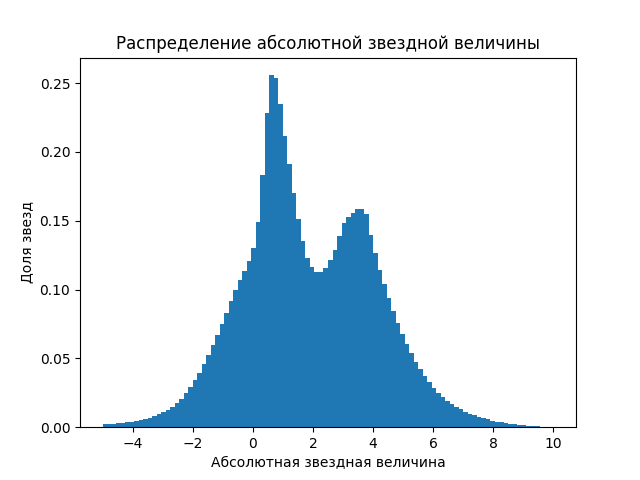 Распределение абсолютной звездной величины
0.25
0.20
0.15
0.10
0.05
0.00
Доля звезд
−4 −2 0 2 4 6 8 10
Абсолютная звездная величина